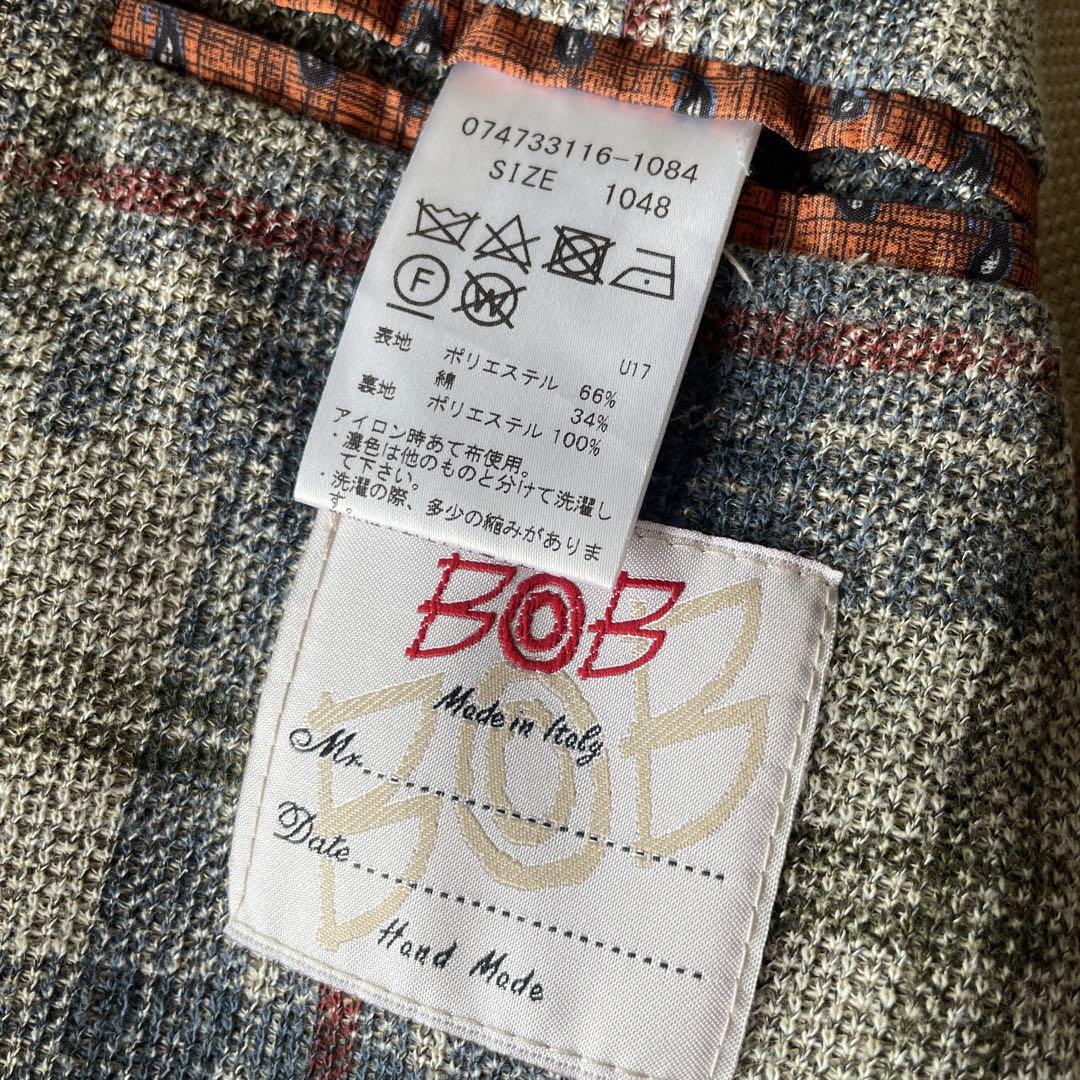 074733116-1084
SIZE 1048
F
W
U17
表地 ポリエステル 66%
綿 34%
裏地 ポリエステル 100%
アイロン時あて布使用。
・濃色は他のものと分けて洗濯し
て下さい。
・洗濯の際、多少の縮みがありま
す。
BOB
Made in Italy
Mr
Date
Hand Made
BOB